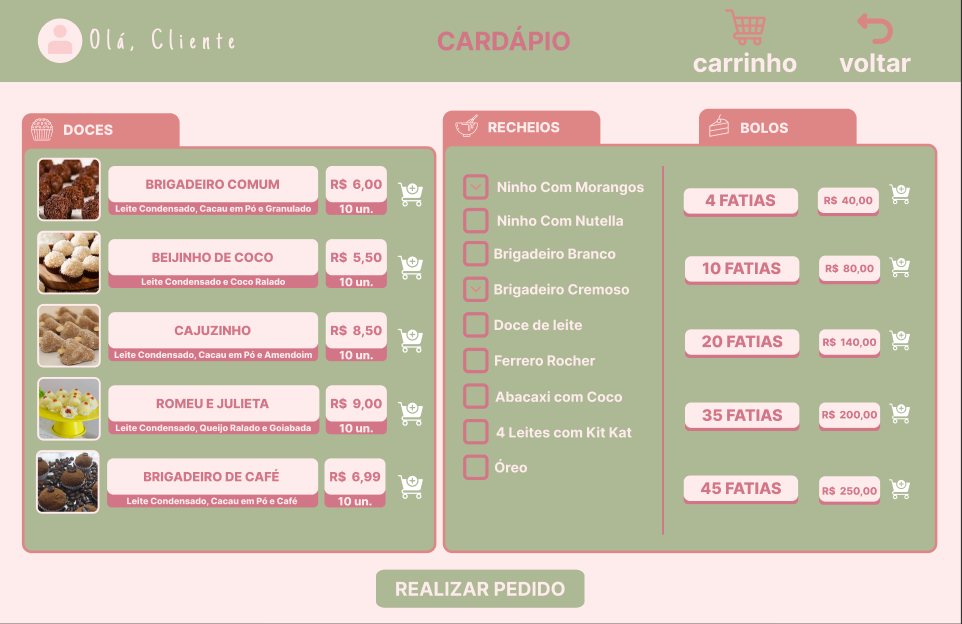 Olá, Cliente
CARDÁPIO
carrinho
voltar
DOCES
BRIGADEIRO COMUM
Leite Condensado, Cacau em Pó e Granulado
R$ 6,00
10 un.
BEIJINHO DE COCO
Leite Condensado e Coco Ralado
R$ 5,50
10 un.
CAJUZINHO
Leite Condensado, Cacau em Pó e Amendoim
R$ 8,50
10 un.
ROMEU E JULIETA
Leite Condensado, Queijo Ralado e Goiabada
R$ 9,00
10 un.
BRIGADEIRO DE CAFÉ
Leite Condensado, Cacau em Pó e Café
R$ 6,99
10 un.
RECHEIOS
Ninho Com Morangos
Ninho Com Nutella
Brigadeiro Branco
Brigadeiro Cremoso
Doce de leite
Ferrero Rocher
Abacaxi com Coco
4 Leites com Kit Kat
Óreo
BOLOS
4 FATIAS
R$ 40,00
10 FATIAS
R$ 80,00
20 FATIAS
R$ 140,00
35 FATIAS
R$ 200,00
45 FATIAS
R$ 250,00
REALIZAR PEDIDO